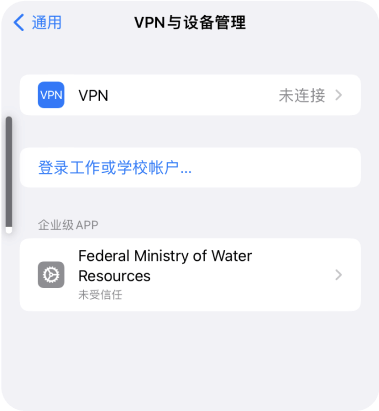 通用
VPN与设备管理
VPN
VPN
未连接
登录工作或学校帐户...
企业级APP
Federal Ministry of Water
Resources
未受信任